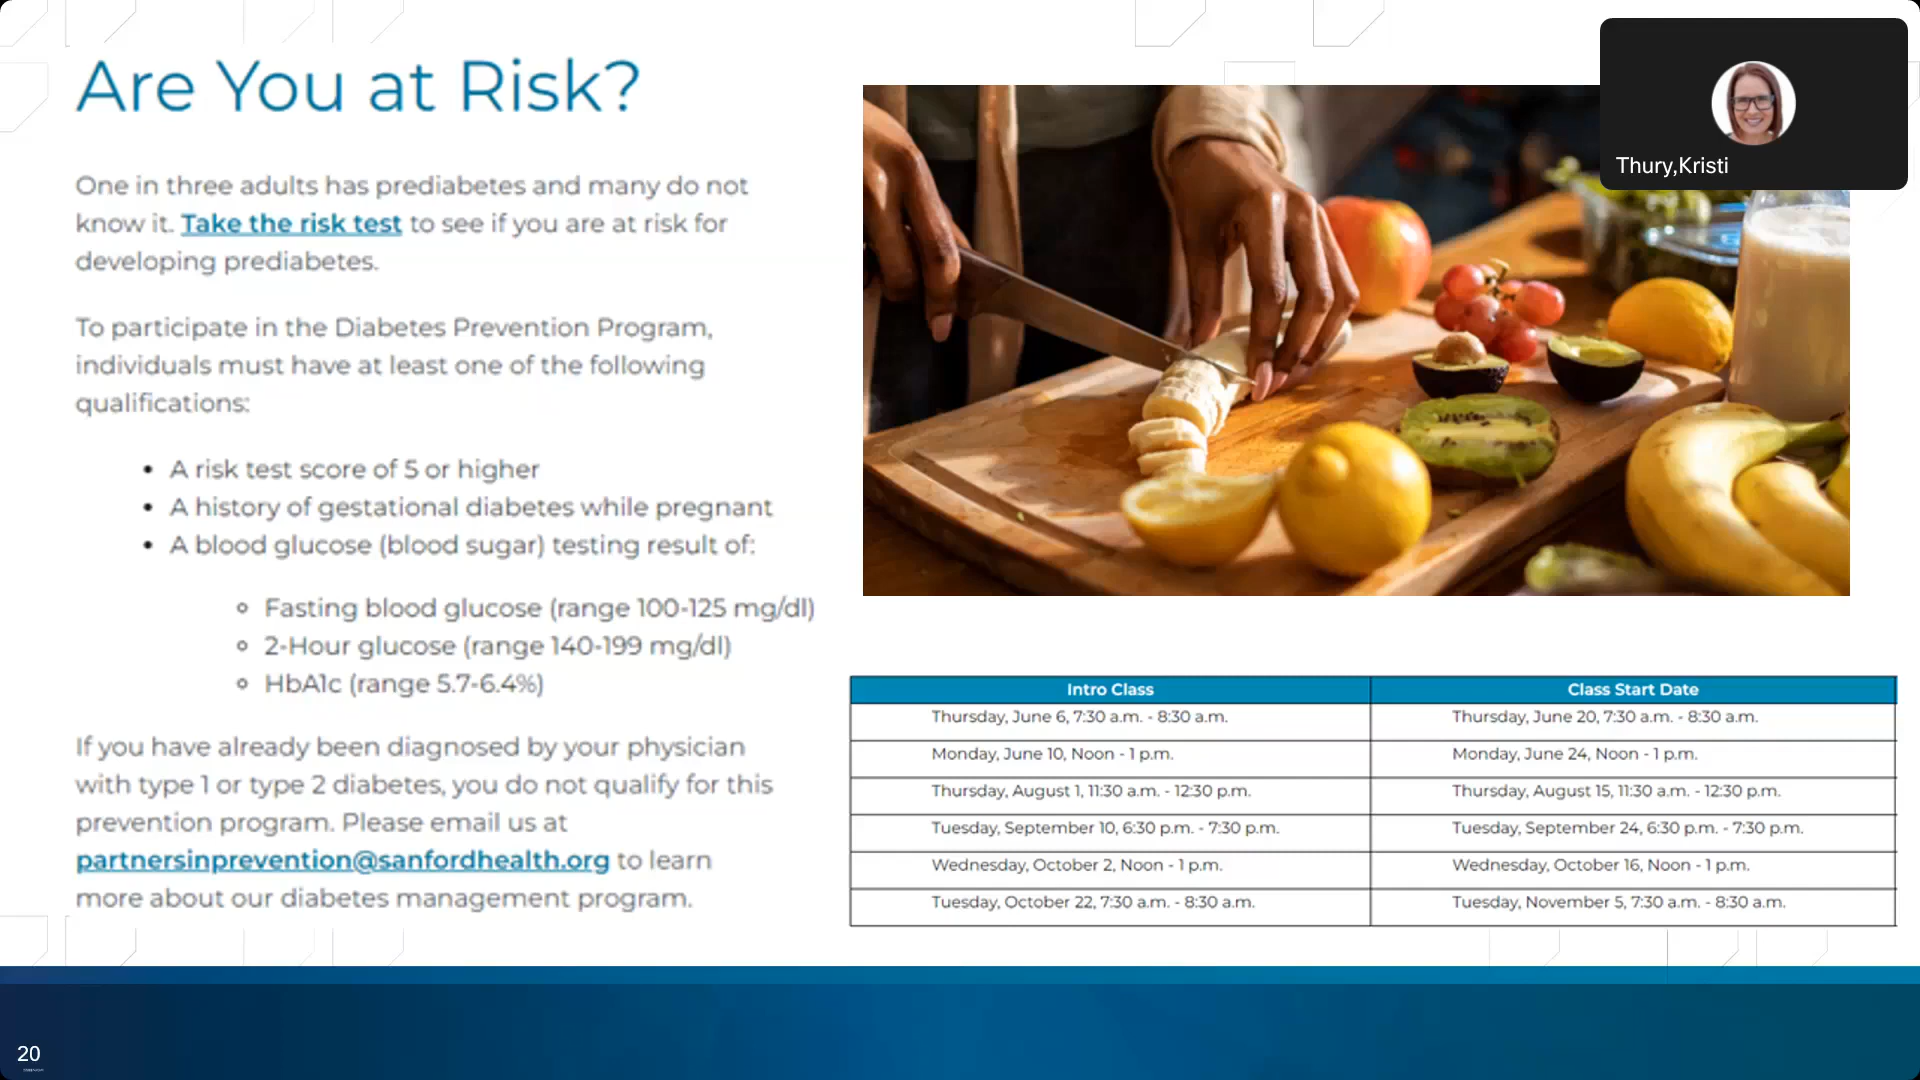 Are You at Risk?
One in three adults has prediabetes and many do not
know it. Take the risk test to see if you are at risk for
developing prediabetes.
To participate in the Diabetes Prevention Program,
individuals must have at least one of the following
qualifications:
• A risk test score of 5 or higher
• A history of gestational diabetes while pregnant
• A blood glucose (blood sugar) testing result of:
○ Fasting blood glucose (range 100-125 mg/dl)
○ 2-Hour glucose (range 140-199 mg/dl)
○ HbA1c (range 5.7-6.4%)
If you have already been diagnosed by your physician
with type 1 or type 2 diabetes, you do not qualify for this
prevention program. Please email us at
partnersinprevention@sanfordhealth.org to learn
more about our diabetes management program.
Thury,Kristi
Intro Class Class Start Date
Thursday, June 6, 7:30 a.m. - 8:30 a.m. Thursday, June 20, 7:30 a.m. - 8:30 a.m.
Monday, June 10, Noon - 1 p.m. Monday, June 24, Noon - 1 p.m.
Thursday, August 1, 11:30 a.m. - 12:30 p.m. Thursday, August 15, 11:30 a.m. - 12:30 p.m.
Tuesday, September 10, 6:30 p.m. - 7:30 p.m. Tuesday, September 24, 6:30 p.m. - 7:30 p.m.
Wednesday, October 2, Noon - 1 p.m. Wednesday, October 16, Noon - 1 p.m.
Tuesday, October 22, 7:30 a.m. - 8:30 a.m. Tuesday, November 5, 7:30 a.m. - 8:30 a.m.
20